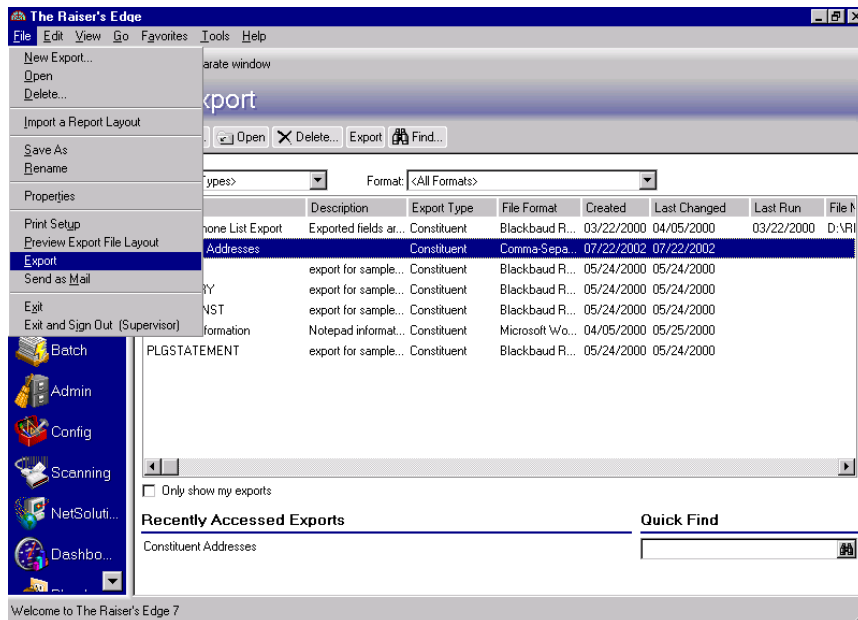 The Raiser's Edge
File Edit View Go Favorites Tools Help
New Export...
Open
Delete...
Import a Report Layout
Save As
Rename
Properties
Print Setup
Preview Export File Layout
Export
Send as Mail
Exit
Exit and Sign Out (Supervisor)
arate window
xport
Open Delete... Export Find...
ypes> Format: <All Formats>
Description Export Type File Format Created Last Changed Last Run File N
hone List Export Exported fields ar... Constituent Blackbaud R... 03/22/2000 04/05/2000 03/22/2000 D:\RI
Addresses Constituent Comma-Sepa... 07/22/2002 07/22/2002
export for sample... Constituent Blackbaud R... 05/24/2000 05/24/2000
RY export for sample... Constituent Blackbaud R... 05/24/2000 05/24/2000
NST export for sample... Constituent Blackbaud R... 05/24/2000 05/24/2000
formation Notepad informat... Constituent Microsoft Wo... 04/05/2000 05/25/2000
PLGSTATEMENT export for sample... Constituent Blackbaud R... 05/24/2000 05/24/2000
Batch
Admin
Config
Scanning
NetSoluti...
Dashbo...
Only show my exports
Recently Accessed Exports
Constituent Addresses
Quick Find
Welcome to The Raiser's Edge 7